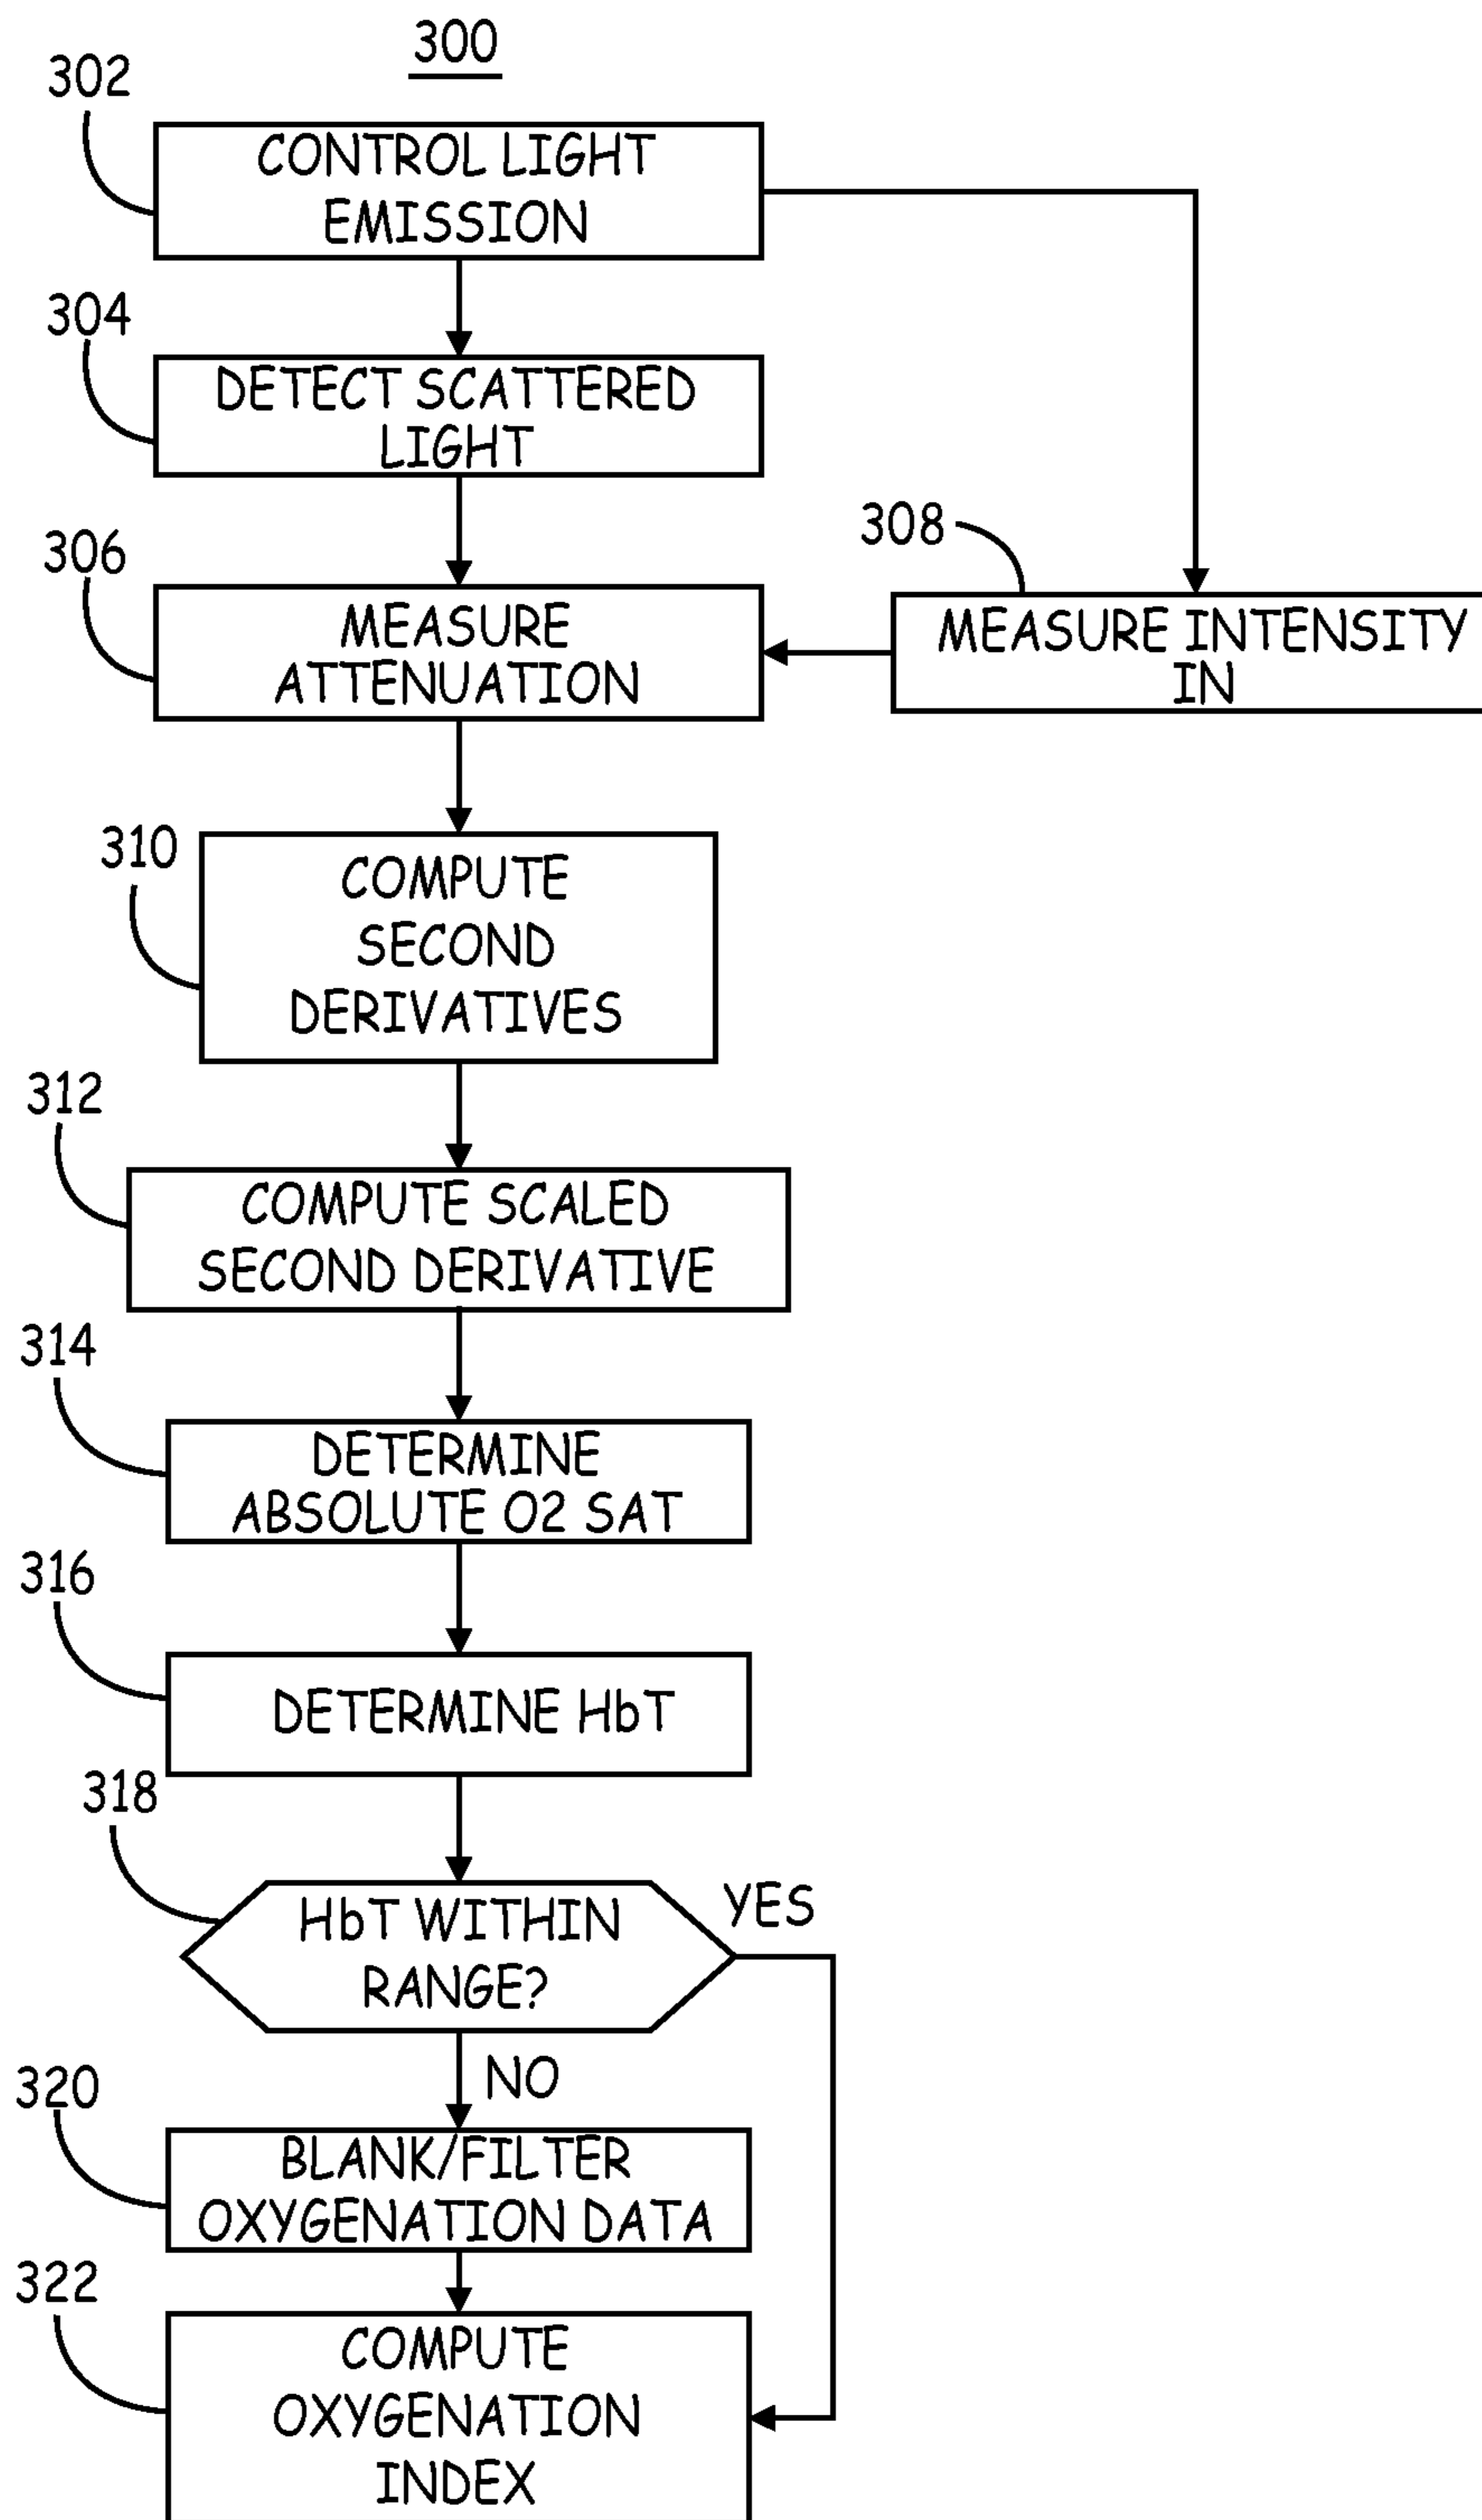 300
302
CONTROL LIGHT
EMISSION
304
DETECT SCATTERED
LIGHT
306
MEASURE
ATTENUATION
308
MEASURE INTENSITY
IN
310
COMPUTE
SECOND
DERIVATIVES
312
COMPUTE SCALED
SECOND DERIVATIVE
314
DETERMINE
ABSOLUTE O2 SAT
316
DETERMINE HbT
318
HbT WITHIN
RANGE?
YES
NO
320
BLANK/FILTER
OXYGENATION DATA
322
COMPUTE
OXYGENATION
INDEX